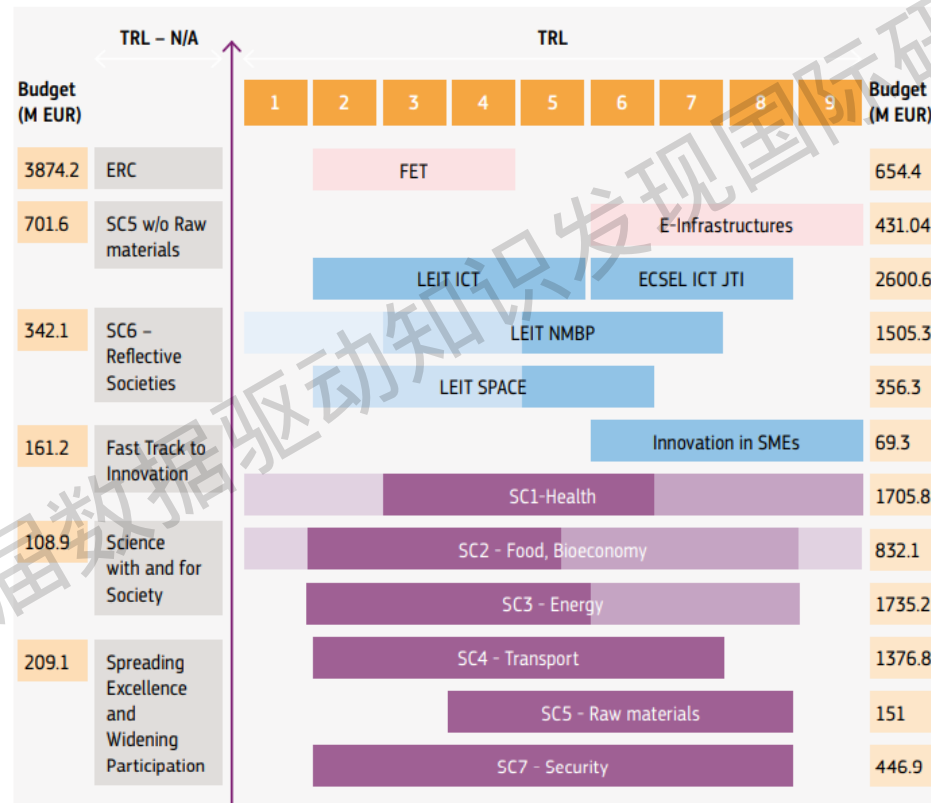 TRL – N/A
TRL
Budget
(M EUR)
1 2 3 4 5 6 7 8 9
Budget
(M EUR)
3874.2 ERC
701.6 SC5 w/o Raw
materials
342.1 SC6 –
Reflective
Societies
161.2 Fast Track to
Innovation
108.9 Science
with and for
Society
209.1 Spreading
Excellence
and
Widening
Participation
FET 654.4
E-Infrastructures 431.04
LEIT ICT ECSEL ICT JTI 2600.6
LEIT NMBP 1505.3
LEIT SPACE 356.3
Innovation in SMEs 69.3
SC1-Health 1705.8
SC2 - Food, Bioeconomy 832.1
SC3 - Energy 1735.2
SC4 - Transport 1376.8
SC5 - Raw materials 151
SC7 - Security 446.9
届数据驱动知识发现国际研